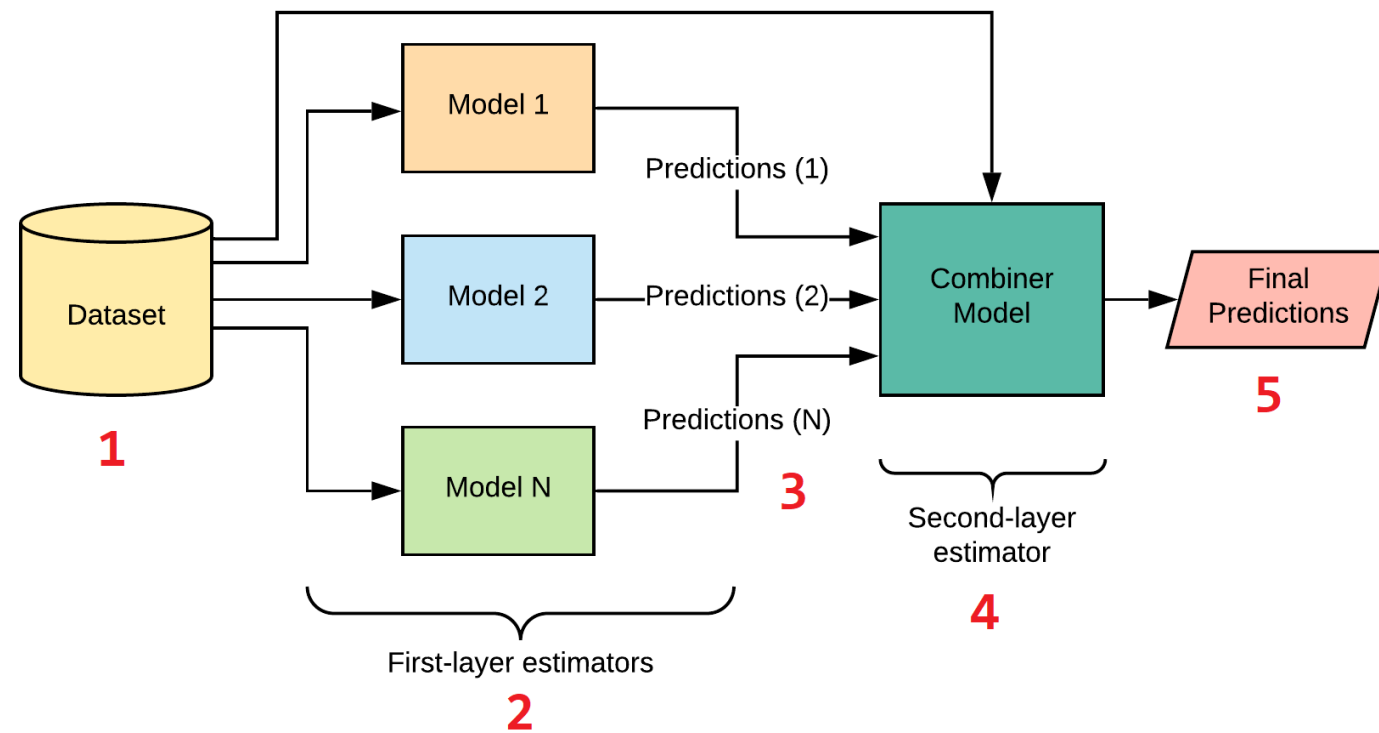 Model 1
Predictions (1)
Dataset
1
Model 2
Predictions (2)
Combiner
Model
Final
Predictions
5
Model N
Predictions (N)
3
Second-layer
estimator
4
First-layer estimators
2